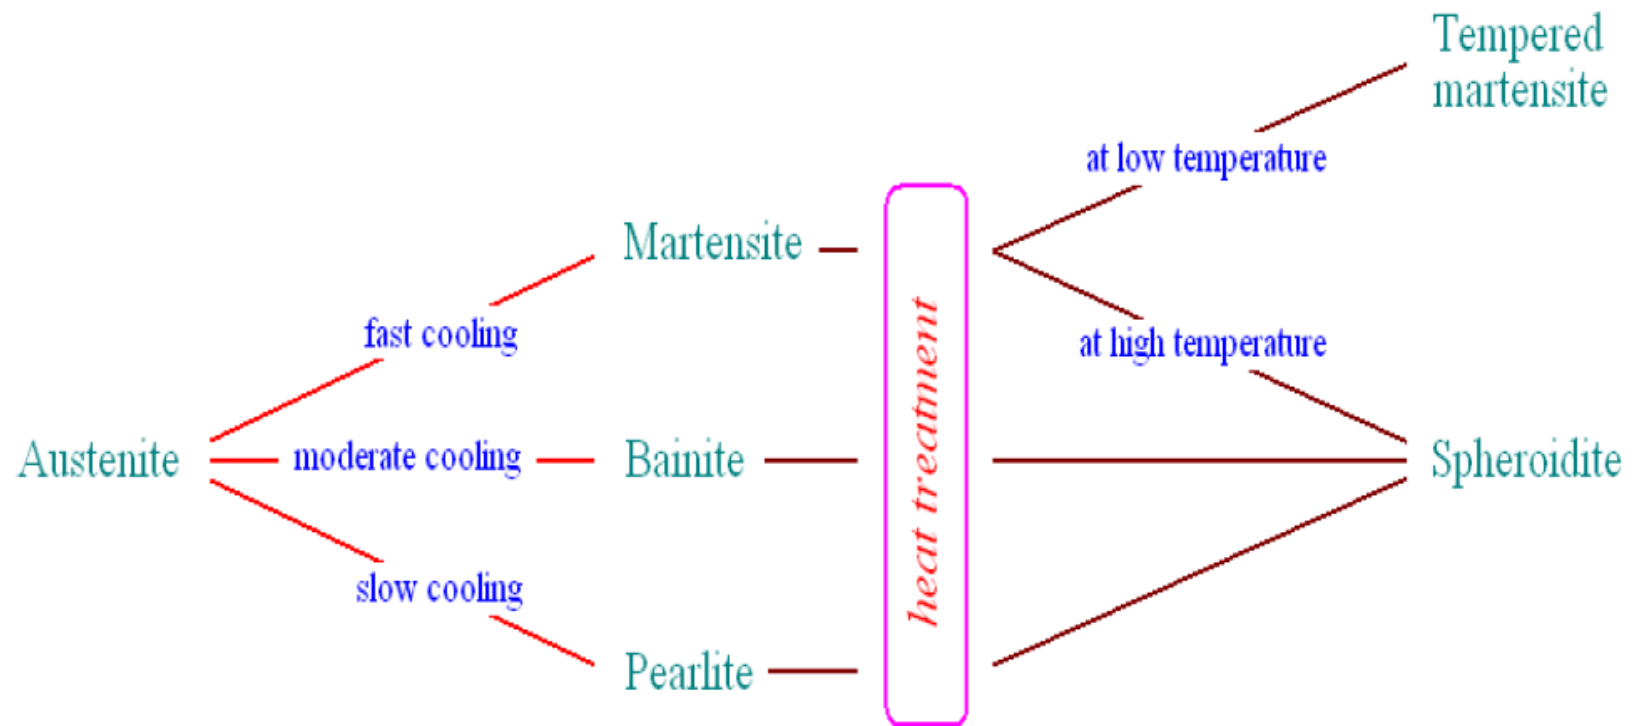 Tempered
martensite
at low temperature
Martensite
fast cooling
at high temperature
heat treatment
Austenite
moderate cooling
Bainite
Spheroidite
slow cooling
Pearlite